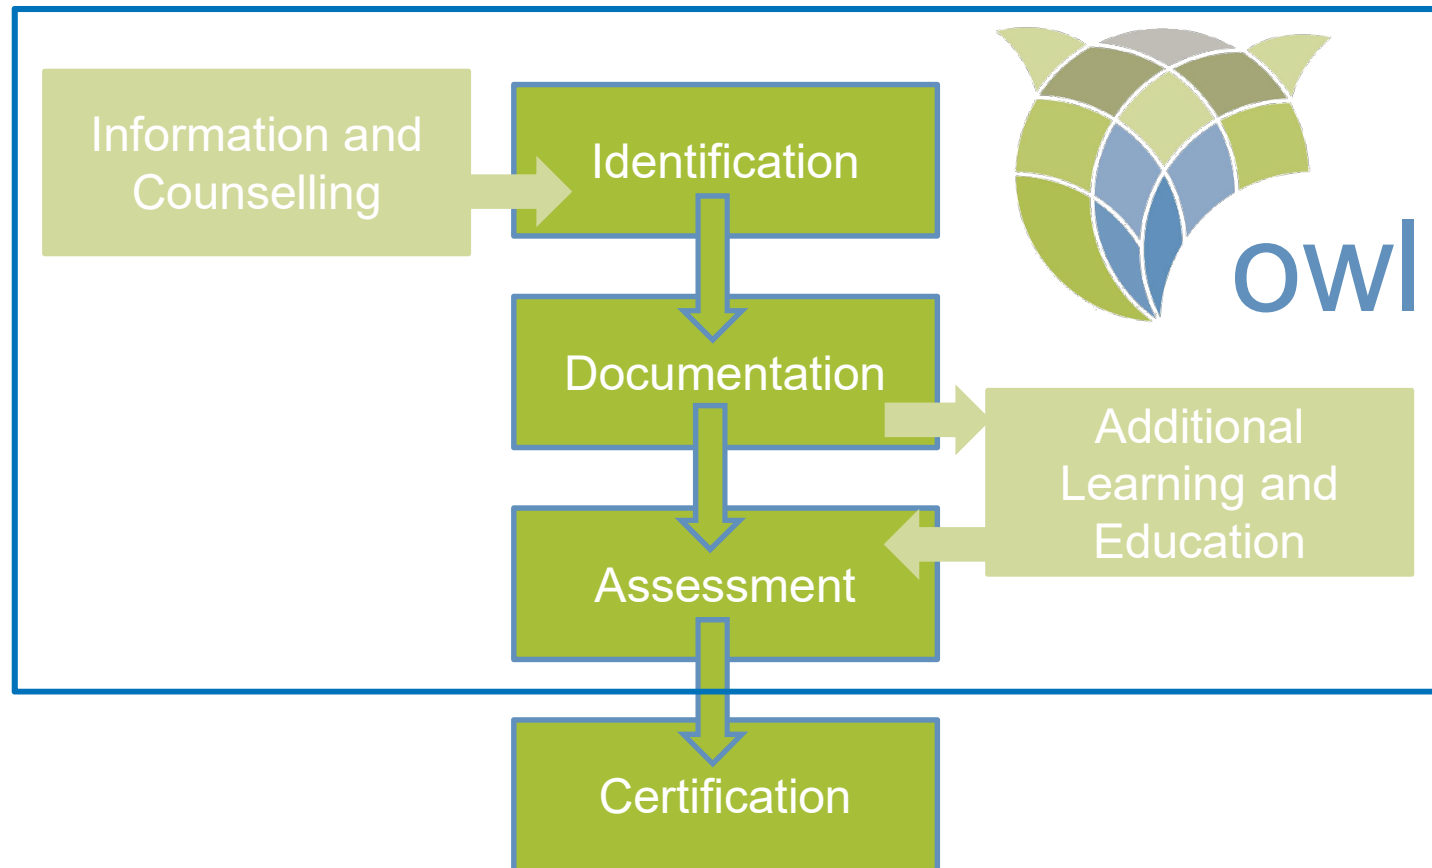 Information and
Counselling
Identification
owl
Documentation
Additional
Learning and
Education
Assessment
Certification